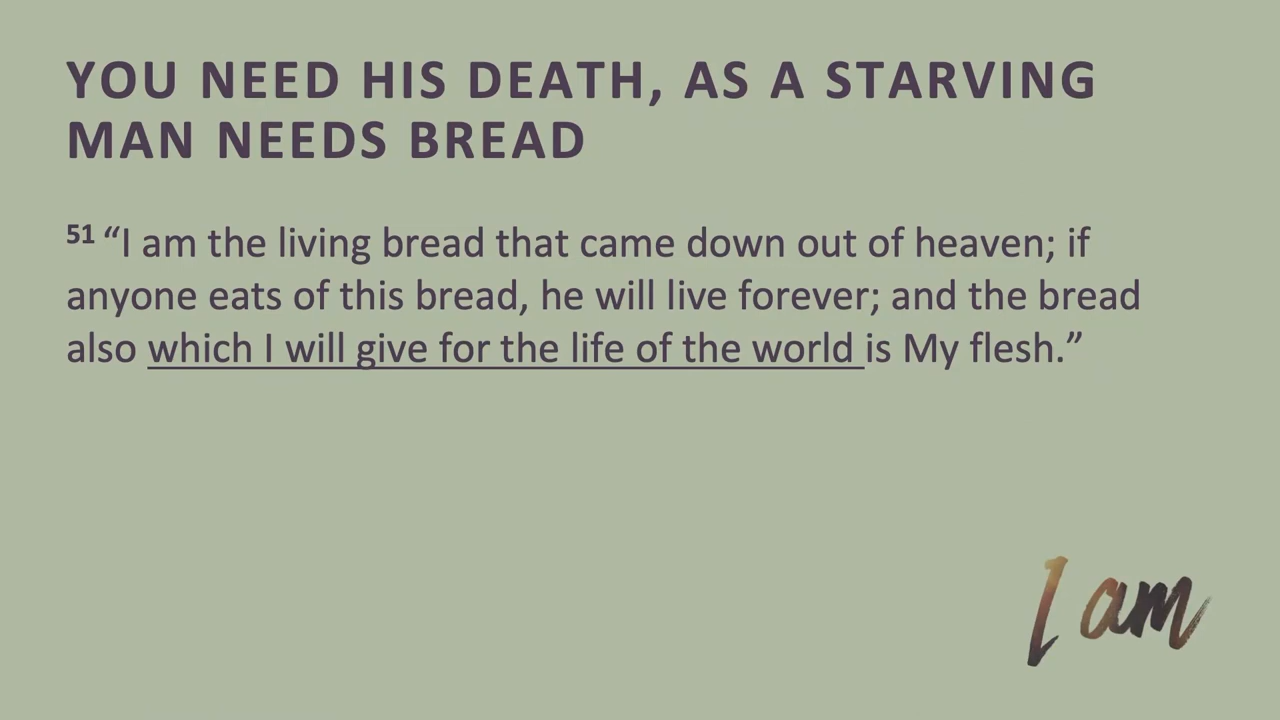 YOU NEED HIS DEATH, AS A STARVING
MAN NEEDS BREAD
51 “I am the living bread that came down out of heaven; if
anyone eats of this bread, he will live forever; and the bread
also which I will give for the life of the world is My flesh.”
I am